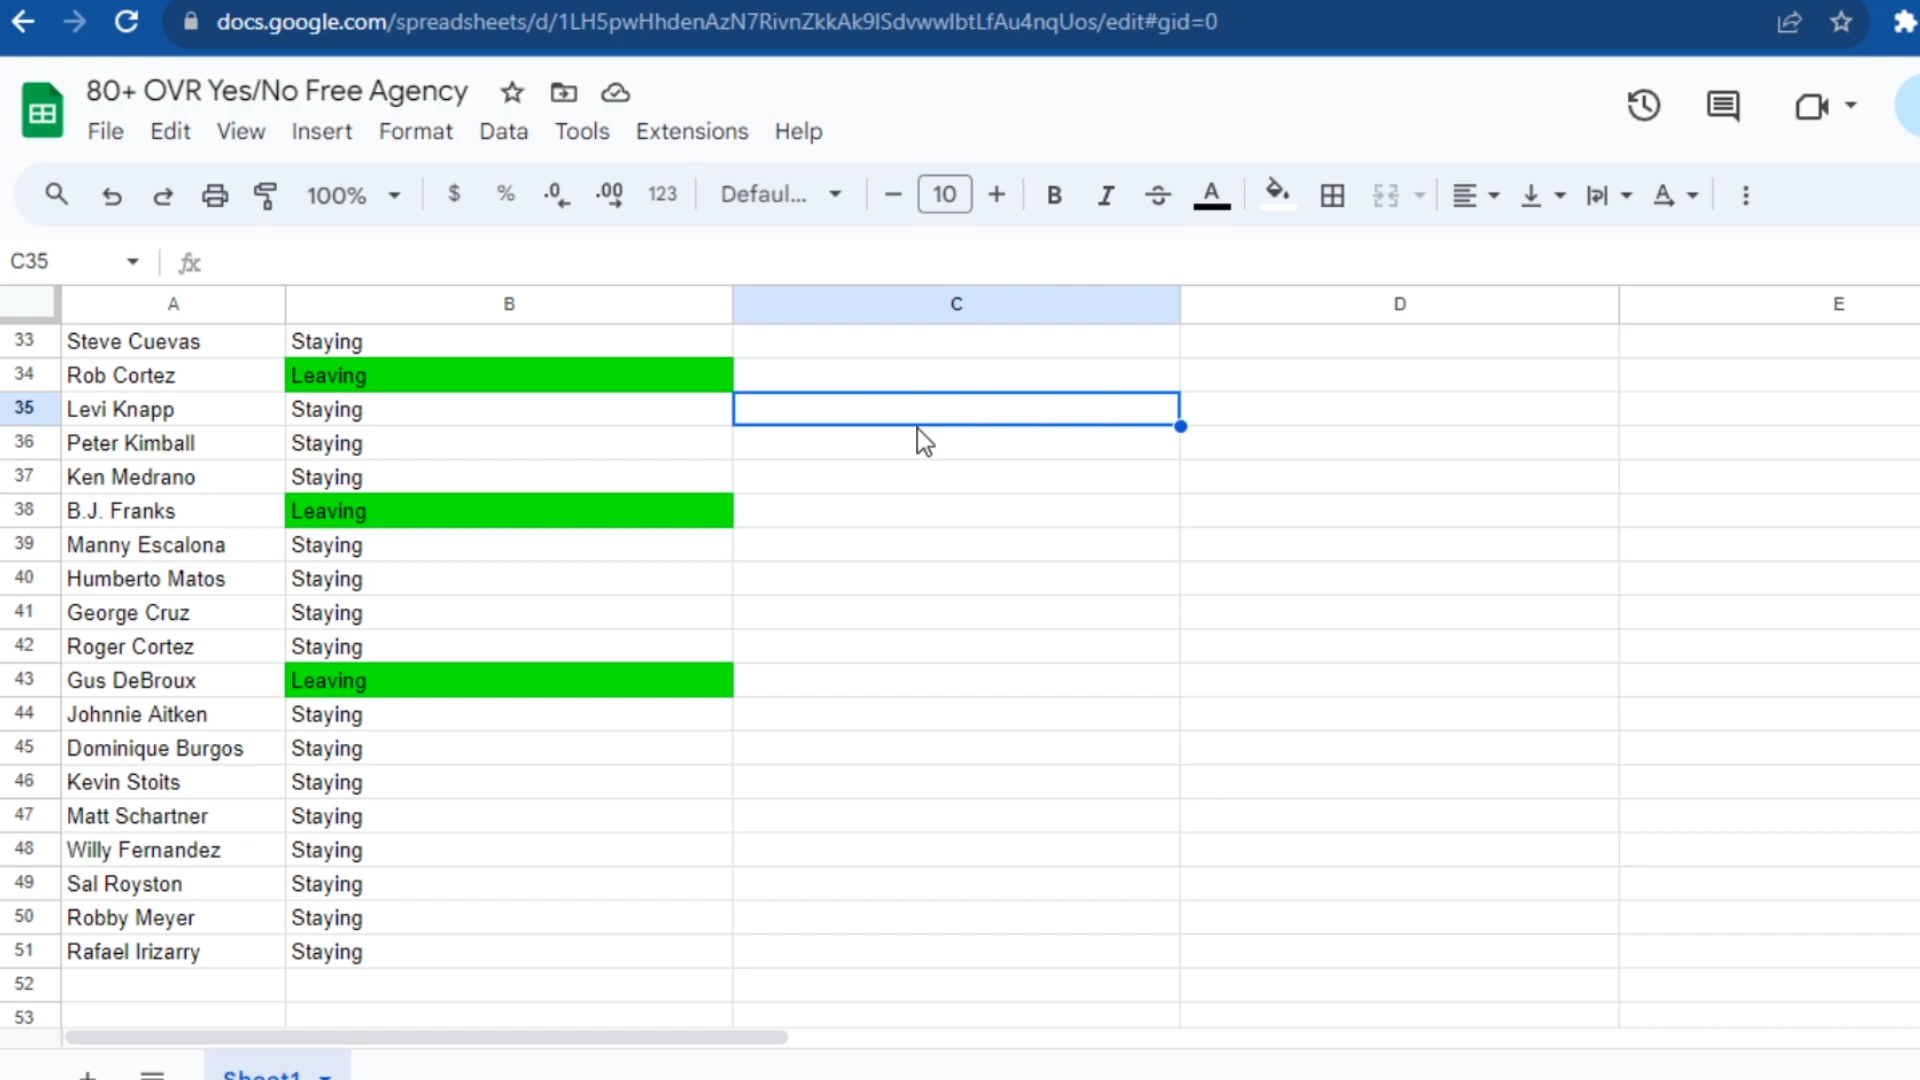 docs.google.com/spreadsheets/d/1LH5pwHhdenAzN7RivnZkkAk9ISdvwwIbtLfAu4nqUos/edit#gid=0
80+ OVR Yes/No Free Agency
File Edit View Insert Format Data Tools Extensions Help
100% $ % .0 .00 123 Defaul... 10 B I S A
C35 fx
A B C D E
33 Steve Cuevas Staying
34 Rob Cortez Leaving
35 Levi Knapp Staying
36 Peter Kimball Staying
37 Ken Medrano Staying
38 B.J. Franks Leaving
39 Manny Escalona Staying
40 Humberto Matos Staying
41 George Cruz Staying
42 Roger Cortez Staying
43 Gus DeBroux Leaving
44 Johnnie Aitken Staying
45 Dominique Burgos Staying
46 Kevin Stoits Staying
47 Matt Schartner Staying
48 Willy Fernandez Staying
49 Sal Royston Staying
50 Robby Meyer Staying
51 Rafael Irizarry Staying
52
53
Sheet1